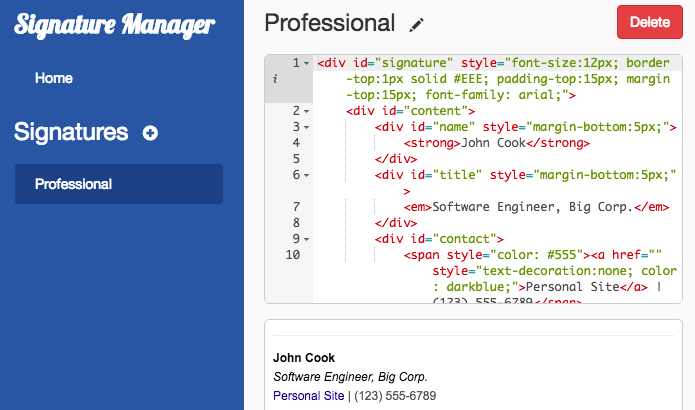 Signature Manager
Home
Signatures
Professional
Professional
Delete
1 <div id="signature" style="font-size:12px; border
-top:1px solid #EEE; padding-top:15px; margin
-top:15px; font-family: arial;">
2 <div id="content">
3 <div id="name" style="margin-bottom:5px;">
4 <strong>John Cook</strong>
5 </div>
6 <div id="title" style="margin-bottom:5px;"
>
7 <em>Software Engineer, Big Corp.</em>
8 </div>
9 <div id="contact">
10 <span style="color: #555"><a href=""
style="text-decoration:none; color
: darkblue;">Personal Site</a> |
(123) 555-6789</span>
John Cook
Software Engineer, Big Corp.
Personal Site | (123) 555-6789